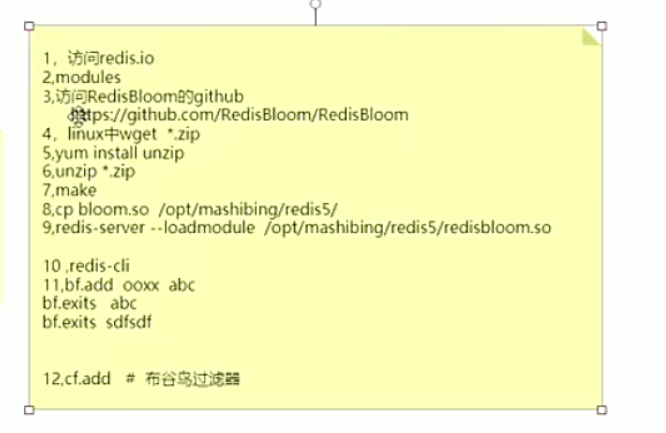 1，访问redis.io
2,modules
3,访问RedisBloom的github
https://github.com/RedisBloom/RedisBloom
4，linux中wget  *.zip
5,yum install unzip
6,unzip *.zip
7,make
8,cp bloom.so  /opt/mashibing/redis5/
9,redis-server --loadmodule  /opt/mashibing/redis5/redisbloom.so
10 ,redis-cli
11,bf.add  ooxx  abc
bf.exits   abc
bf.exits  sdfsdf
12,cf.add   #  布谷鸟过滤器